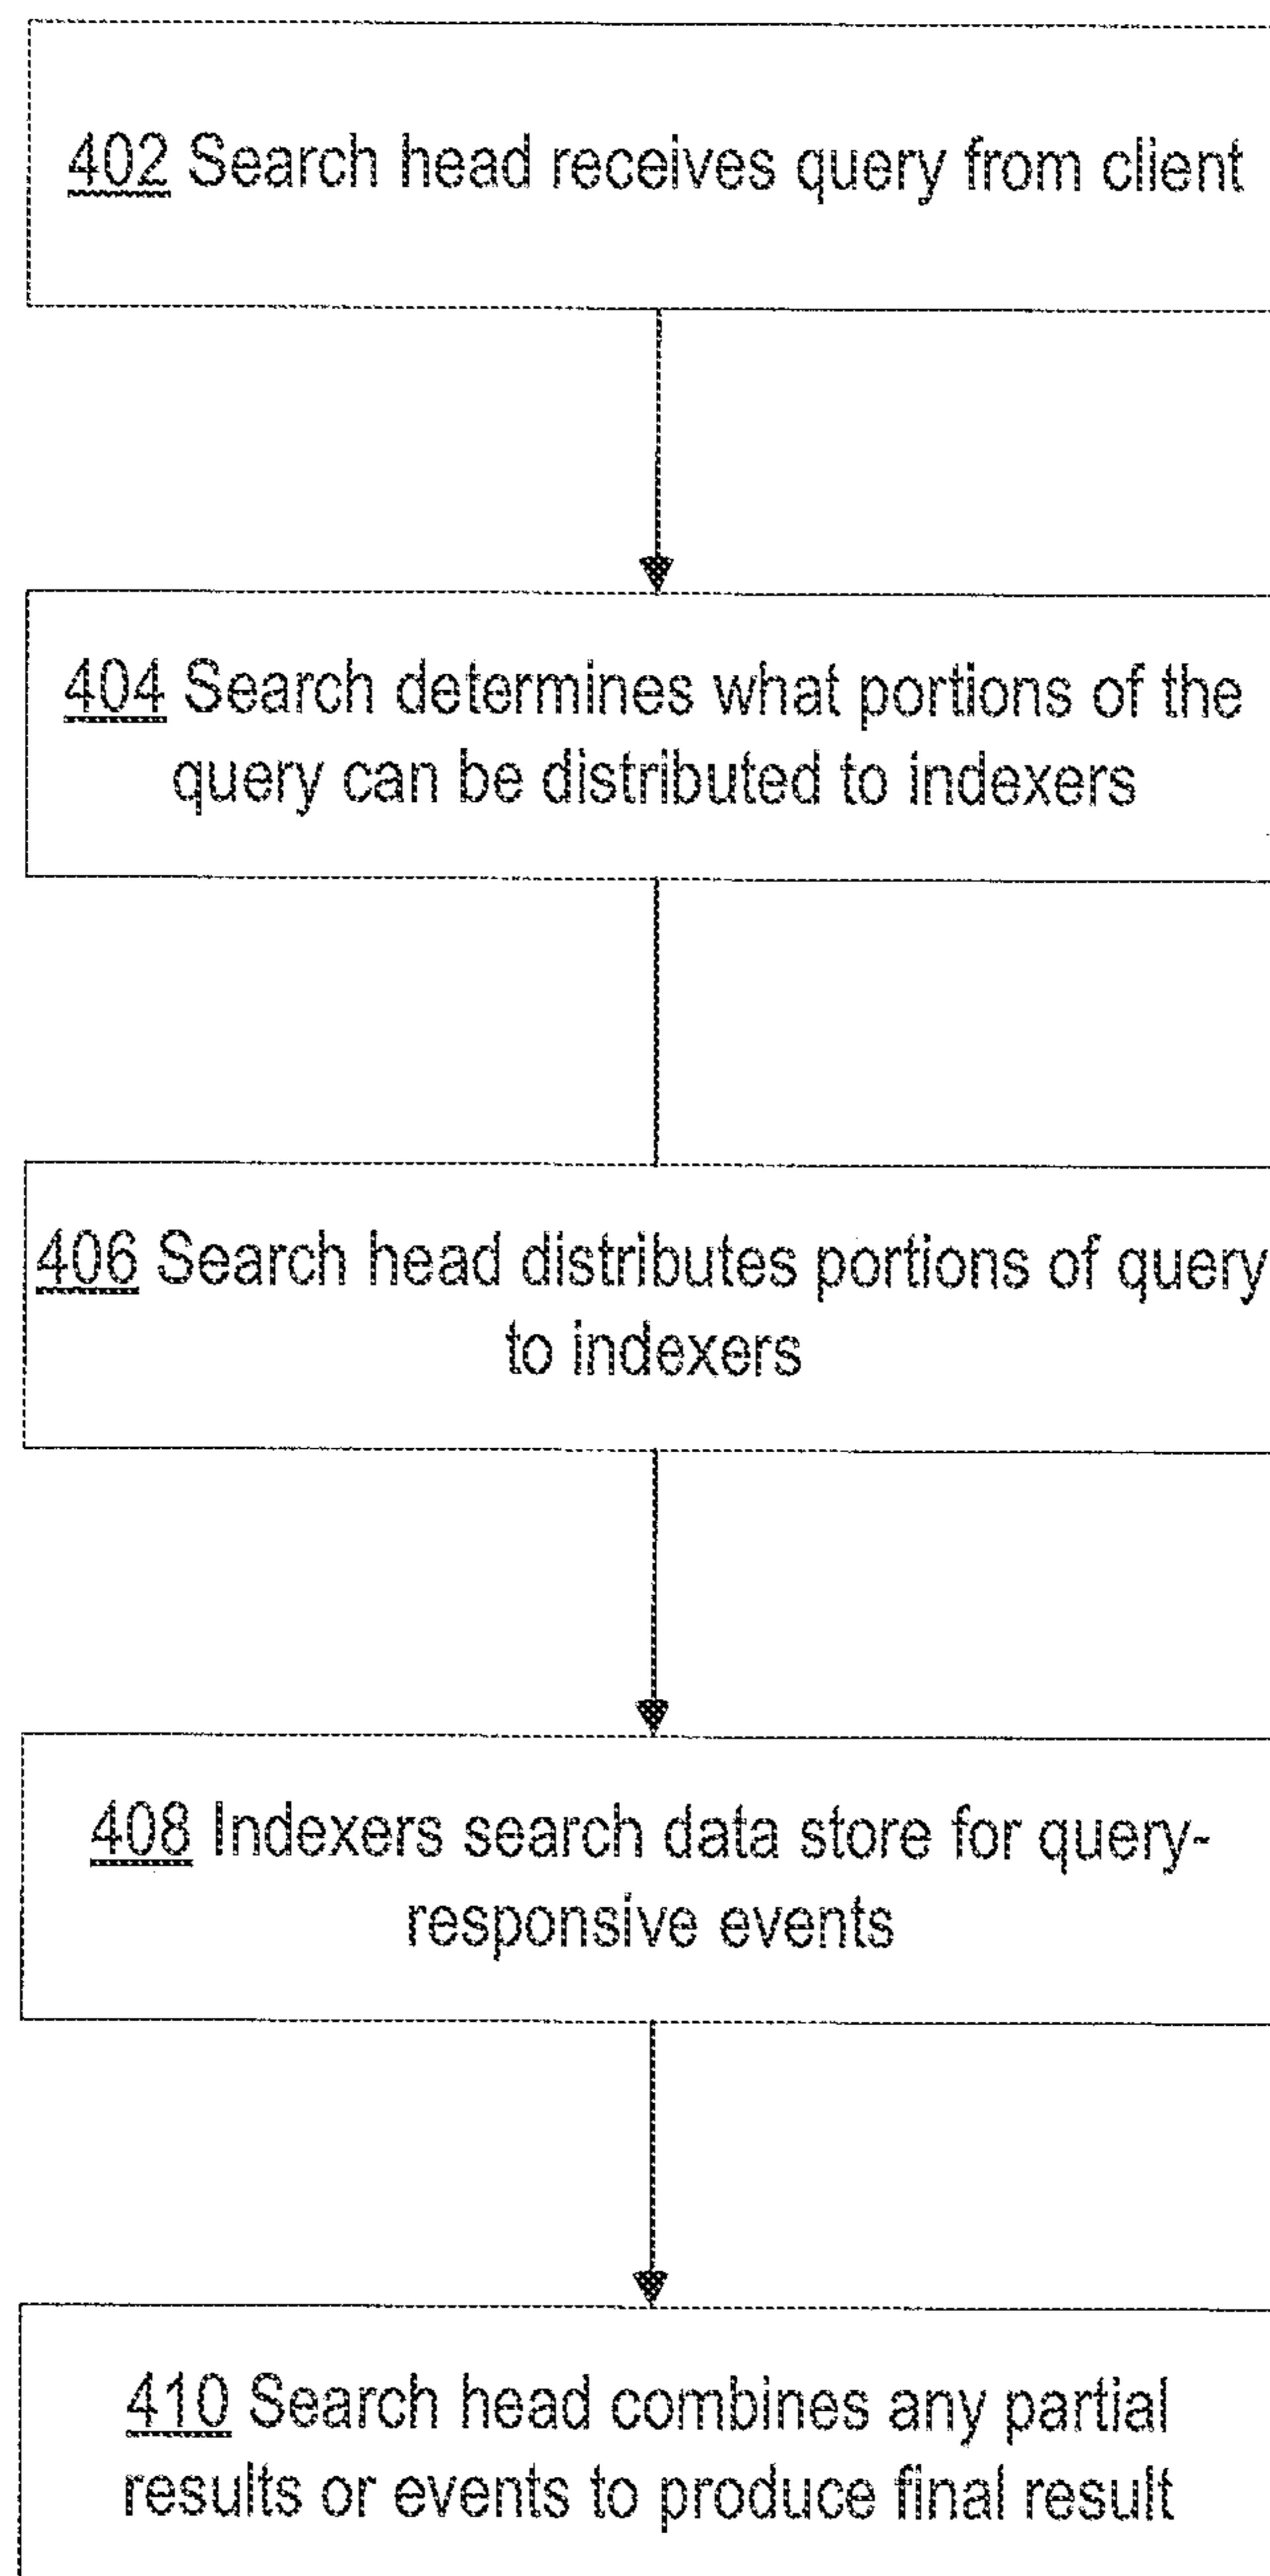 402 Search head receives query from client
404 Search determines what portions of the
query can be distributed to indexers
406 Search head distributes portions of query
to indexers
408 Indexers search data store for query-
responsive events
410 Search head combines any partial
results or events to produce final result